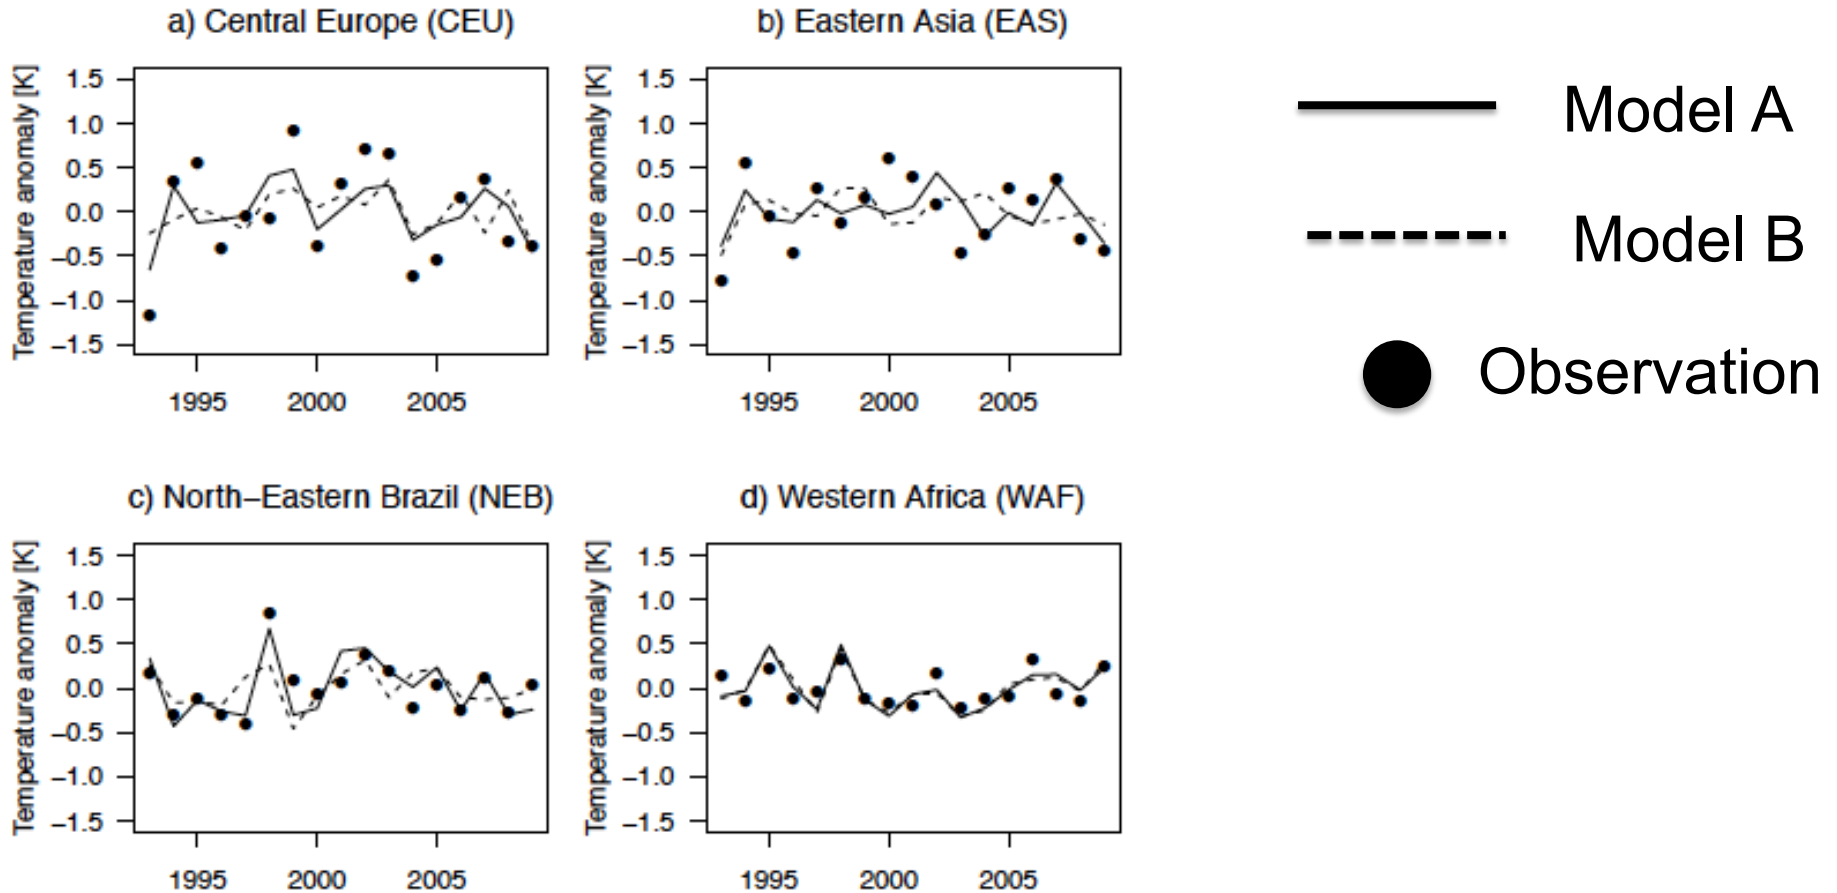 a) Central Europe (CEU)
Temperature anomaly [K]
1.5
1.0
0.5
0.0
−0.5
−1.0
−1.5
1995 2000 2005
b) Eastern Asia (EAS)
Temperature anomaly [K]
1.5
1.0
0.5
0.0
−0.5
−1.0
−1.5
1995 2000 2005
Model A
Model B
Observation
c) North−Eastern Brazil (NEB)
Temperature anomaly [K]
1.5
1.0
0.5
0.0
−0.5
−1.0
−1.5
1995 2000 2005
d) Western Africa (WAF)
Temperature anomaly [K]
1.5
1.0
0.5
0.0
−0.5
−1.0
−1.5
1995 2000 2005